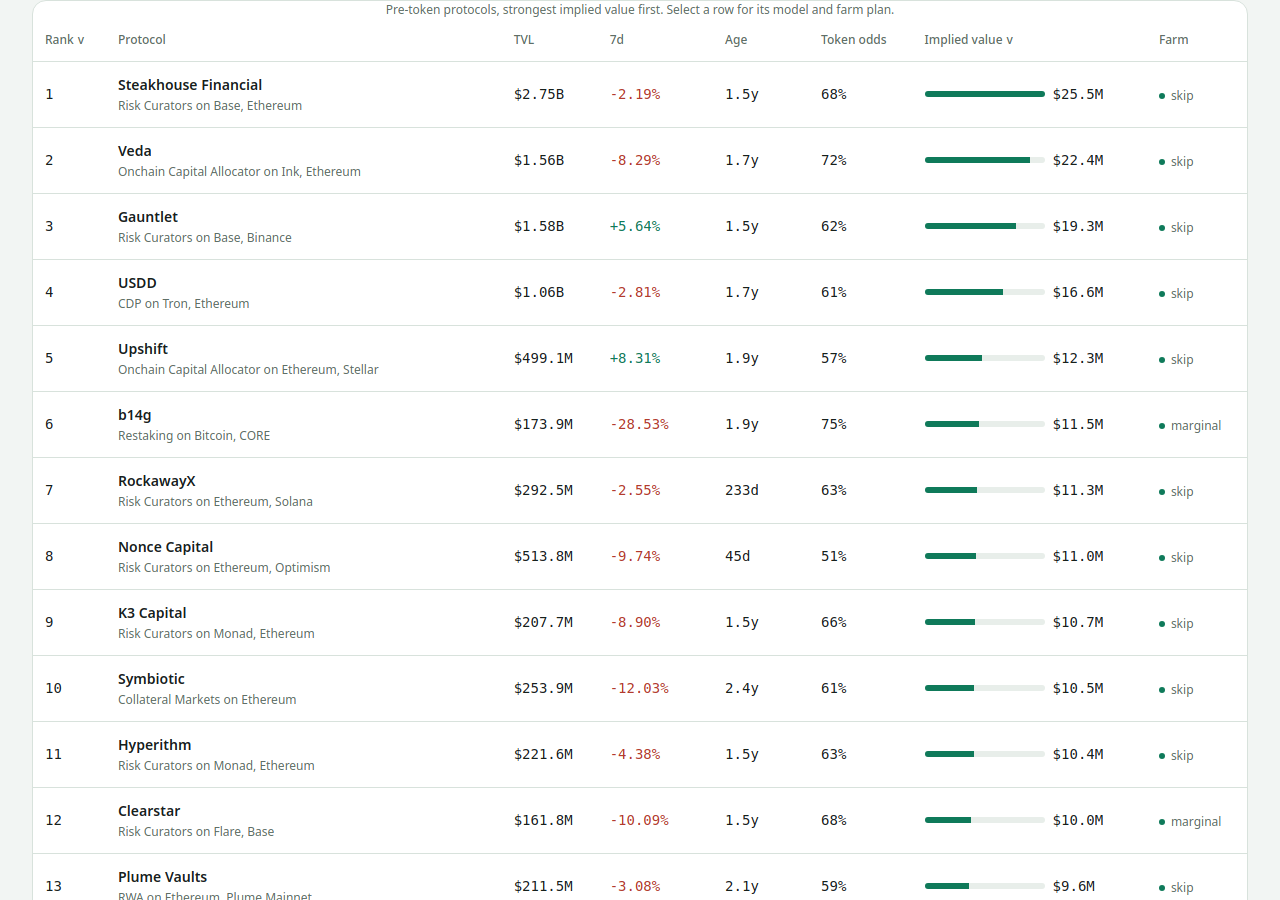 Pre-token protocols, strongest implied value first. Select a row for its model and farm plan.
Rank v Protocol TVL 7d Age Token odds Implied value v Farm
1 Steakhouse Financial $2.75B -2.19% 1.5y 68% $25.5M skip
Risk Curators on Base, Ethereum
2 Veda $1.56B -8.29% 1.7y 72% $22.4M skip
Onchain Capital Allocator on Ink, Ethereum
3 Gauntlet $1.58B +5.64% 1.5y 62% $19.3M skip
Risk Curators on Base, Binance
4 USDD $1.06B -2.81% 1.7y 61% $16.6M skip
CDP on Tron, Ethereum
5 Upshift $499.1M +8.31% 1.9y 57% $12.3M skip
Onchain Capital Allocator on Ethereum, Stellar
6 b14g $173.9M -28.53% 1.9y 75% $11.5M marginal
Restaking on Bitcoin, CORE
7 RockawayX $292.5M -2.55% 233d 63% $11.3M skip
Risk Curators on Ethereum, Solana
8 Nonce Capital $513.8M -9.74% 45d 51% $11.0M skip
Risk Curators on Ethereum, Optimism
9 K3 Capital $207.7M -8.90% 1.5y 66% $10.7M skip
Risk Curators on Monad, Ethereum
10 Symbiotic $253.9M -12.03% 2.4y 61% $10.5M skip
Collateral Markets on Ethereum
11 Hyperithm $221.6M -4.38% 1.5y 63% $10.4M skip
Risk Curators on Monad, Ethereum
12 Clearstar $161.8M -10.09% 1.5y 68% $10.0M marginal
Risk Curators on Flare, Base
13 Plume Vaults $211.5M -3.08% 2.1y 59% $9.6M skip
RWA on Ethereum, Plume Mainnet